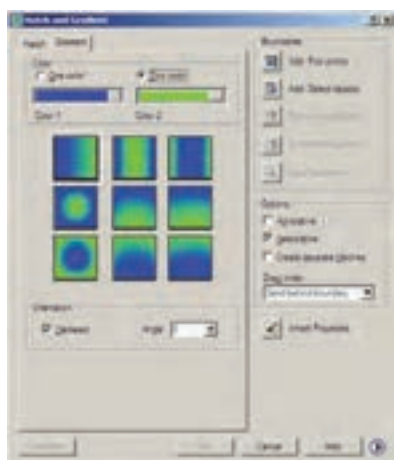 Hatch and Gradient
Hatch
Gradient
Boundaries
Color
One color
Two color
Add: Pick points
Add: Select objects
Color 1
Color 2
Options
Annotative
Associative
Create separate hatches
Draw order:
Send behind boundary
Orientation
Centered
Angle:
Inherit Properties
Cancel
Help